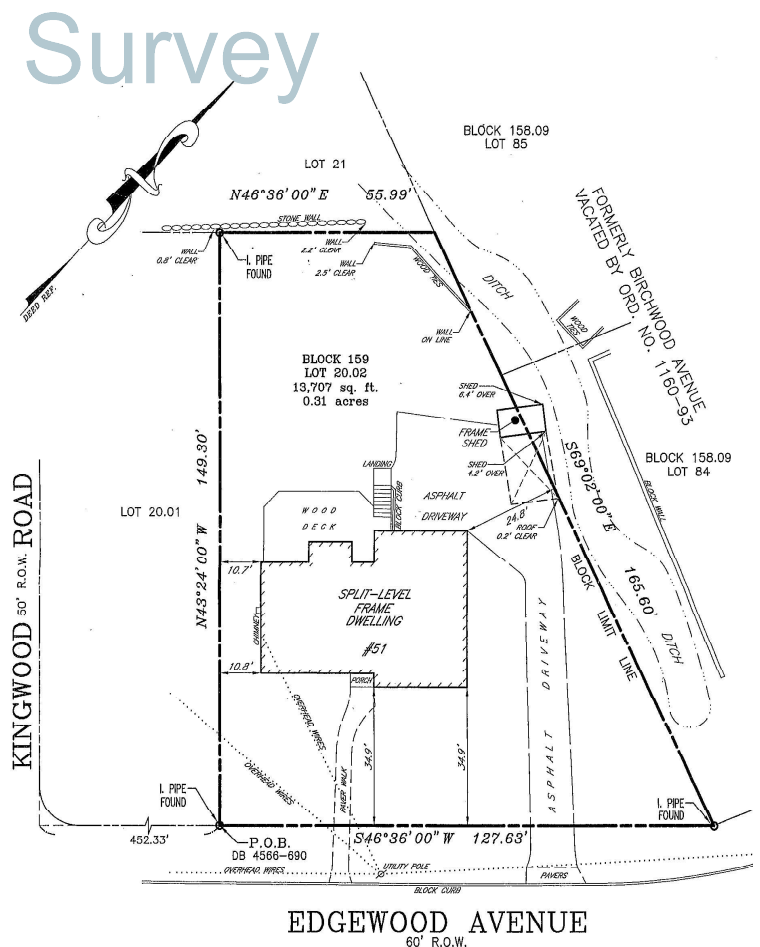 Survey
BLOCK 158.09
LOT 85
LOT 21
N46°36'00"E 55.99'
STONE WALL
WALL
0.8' CLEAR
I. PIPE
FOUND
WALL
2.2' CLEAR
WALL
2.5' CLEAR
WOOD TIES
DITCH
FORMERLY BIRCHWOOD AVENUE
VACATED BY ORD. NO. 1160-93
DEED REF.
WALL
ON LINE
WOOD
TIES
BLOCK 159
LOT 20.02
13,707 sq. ft.
0.31 acres
SHED
6.4' OVER
FRAME
SHED
SHED
4.2' OVER
S69°02'00"E
165.60'
BLOCK 158.09
LOT 84
BLOCK WALL
LANDING
BLOCK CURB
ASPHALT
DRIVEWAY
24.8'
ROOF
0.2' CLEAR
LOT 20.01
N43°24'00"W 149.30'
WOOD
DECK
10.7'
SPLIT-LEVEL
FRAME
DWELLING
#51
CHIMNEY
10.8'
PORCH
BLOCK LIMIT LINE
DITCH
ASPHALT DRIVEWAY
KINGWOOD 50' R.O.W. ROAD
OVERHEAD WIRES
OVERHEAD WIRES
PAVER WALK
34.9'
34.9'
I. PIPE
FOUND
I. PIPE
FOUND
452.33'
P.O.B.
DB 4566-690
S46°36'00"W 127.63'
UTILITY POLE
OVERHEAD WIRES
PAVERS
BLOCK CURB
EDGEWOOD AVENUE
60' R.O.W.